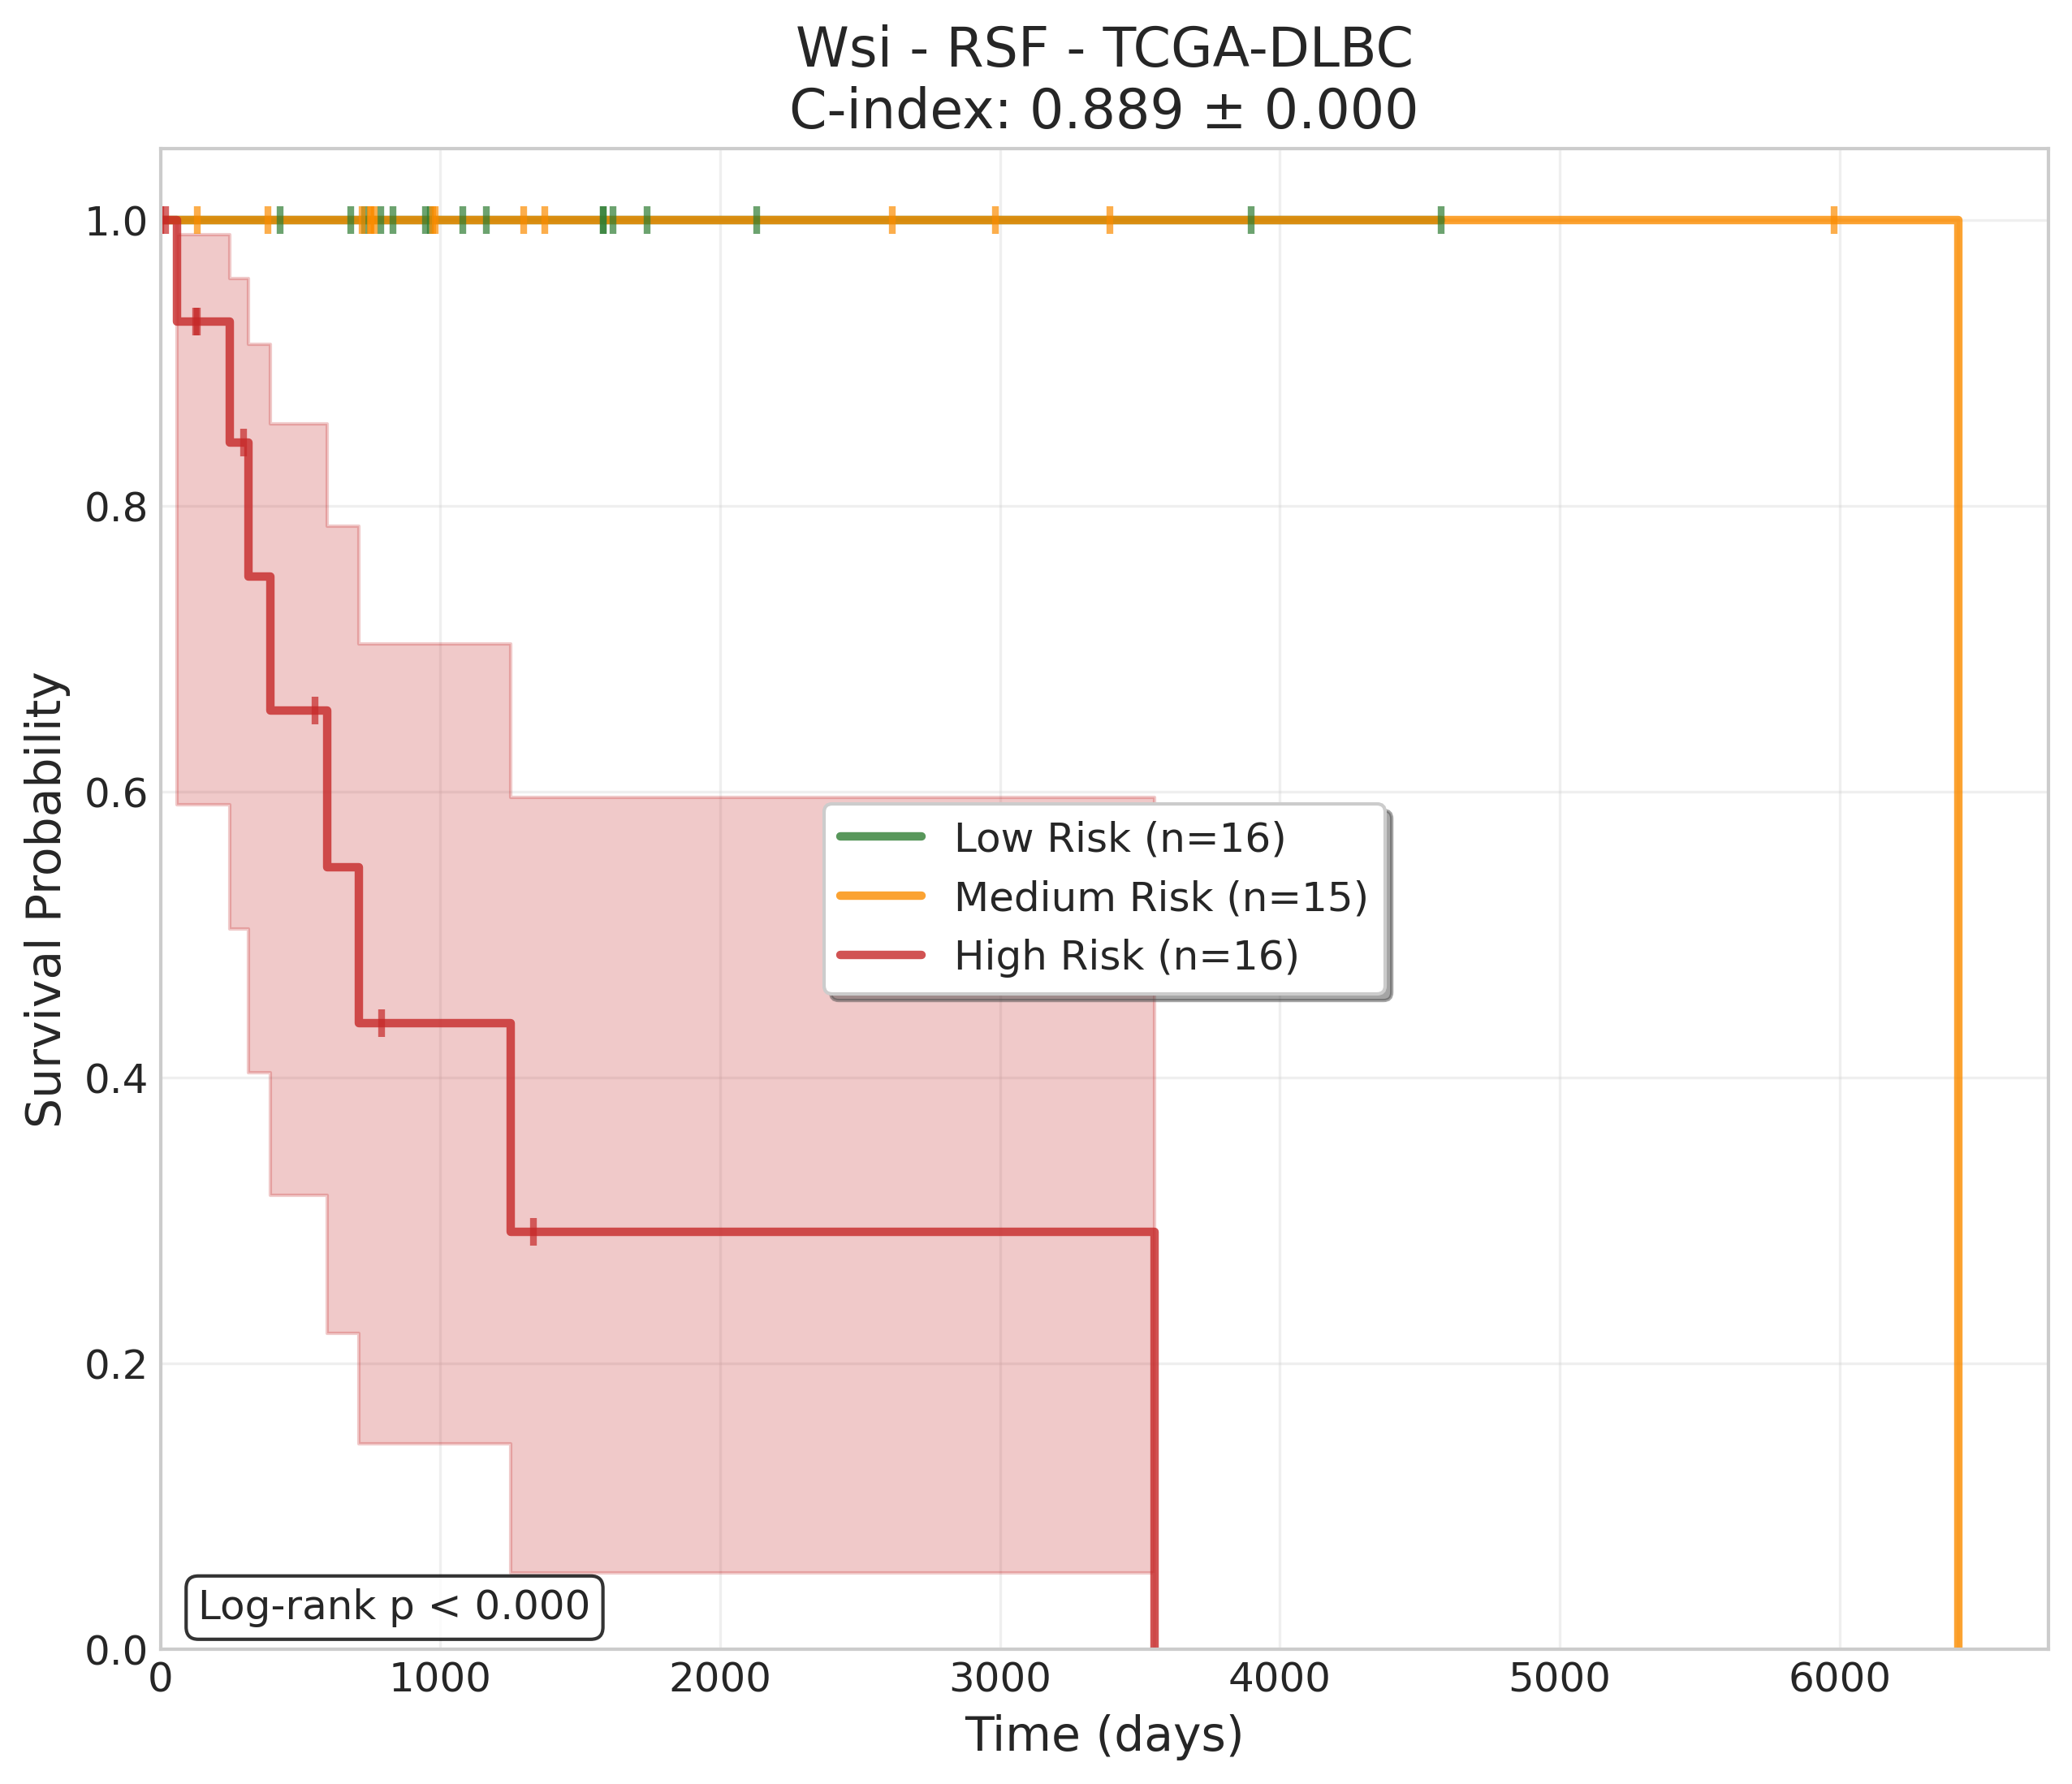 Wsi - RSF - TCGA-DLBC
C-index: 0.889 ± 0.000
Survival Probability
1.0
0.8
0.6
0.4
0.2
0.0
Low Risk (n=16)
Medium Risk (n=15)
High Risk (n=16)
Log-rank p < 0.000
0 1000 2000 3000 4000 5000 6000
Time (days)